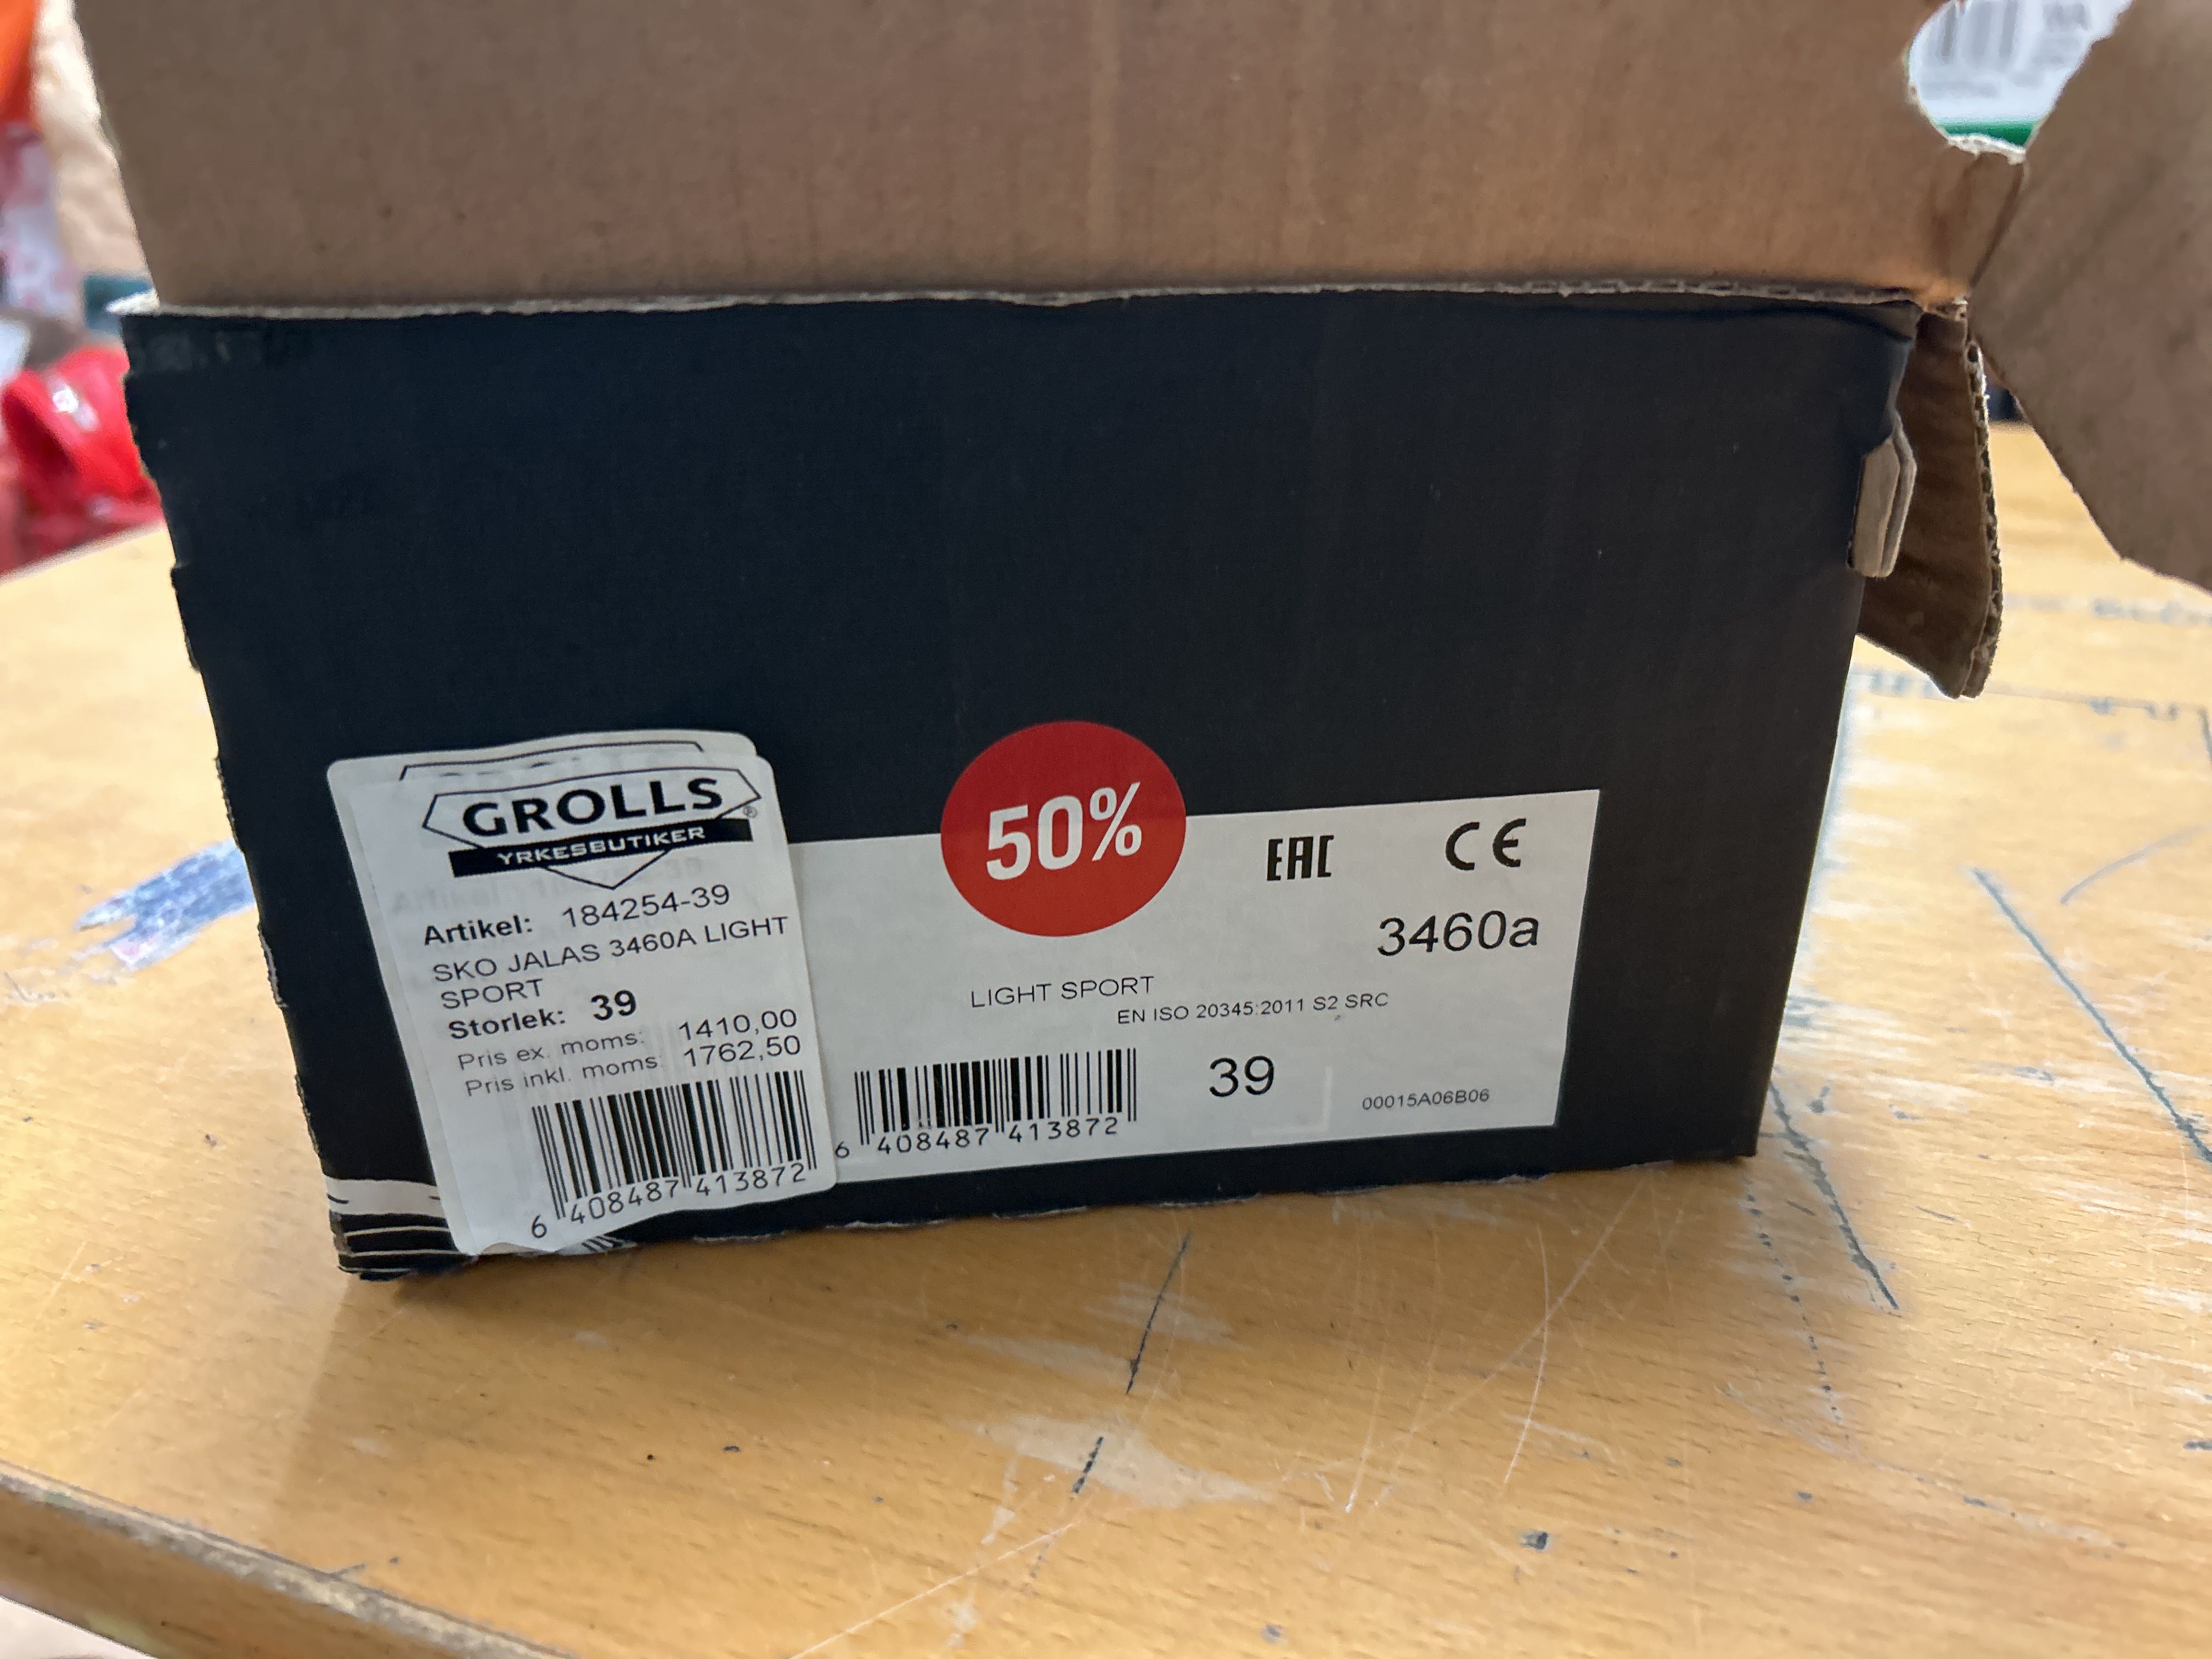 GROLLS
®
YRKESBUTIKER
Artikel: 184254-39
SKO JALAS 3460A LIGHT
SPORT
Storlek: 39
Pris ex. moms: 1410,00
Pris inkl. moms: 1762,50
6 408487 413872
50%
EAC CE
3460a
LIGHT SPORT
EN ISO 20345:2011 S2 SRC
39
6 408487 413872
00015A06B06